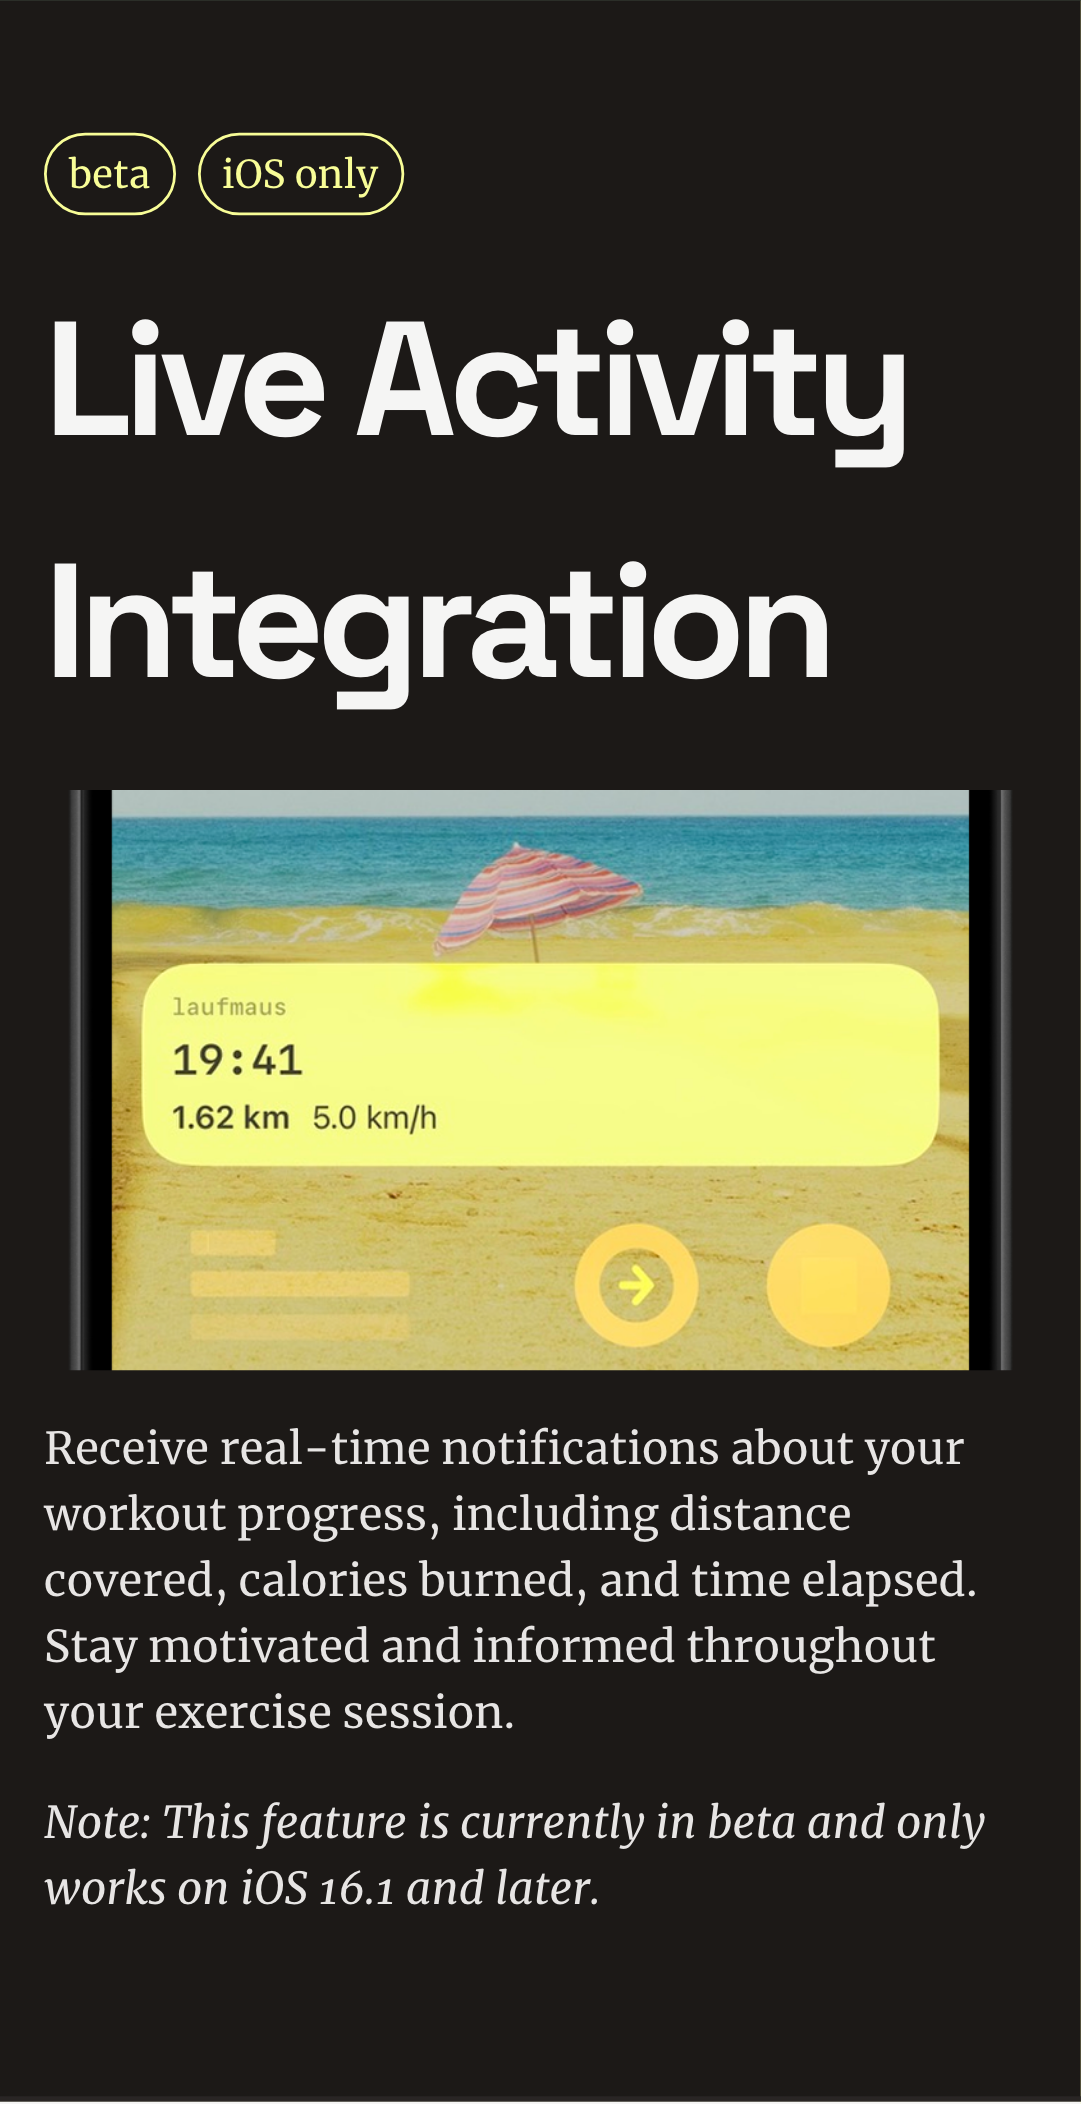 beta iOS only
Live Activity
Integration
laufmaus
19:41
1.62 km 5.0 km/h
Receive real-time notifications about your
workout progress, including distance
covered, calories burned, and time elapsed.
Stay motivated and informed throughout
your exercise session.
Note: This feature is currently in beta and only
works on iOS 16.1 and later.